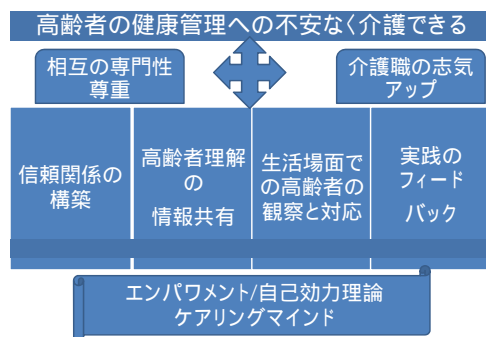 高齢者の健康管理への不安なく介護できる
相互の専門性
尊重
介護職の志気
アップ
信頼関係の
構築
高齢者理解
の
情報共有
生活場面で
の高齢者の
観察と対応
実践の
フィード
バック
エンパワメント/自己効力理論
ケアリングマインド